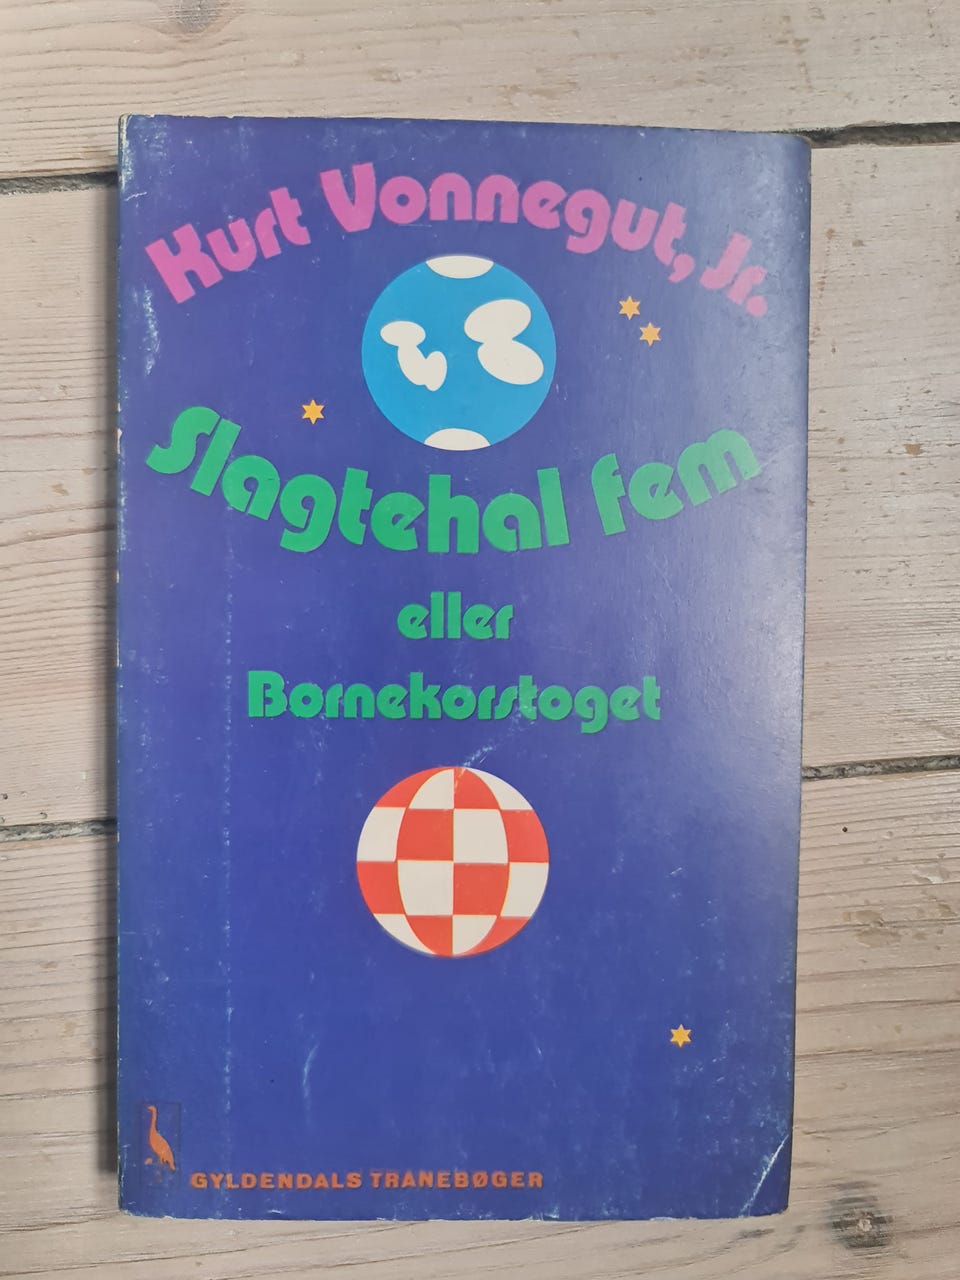 Kurt Vonnegut, Jr.
Slagtehal fem
eller
Børnekorstoget
GYLDENDALS TRANEBØGER